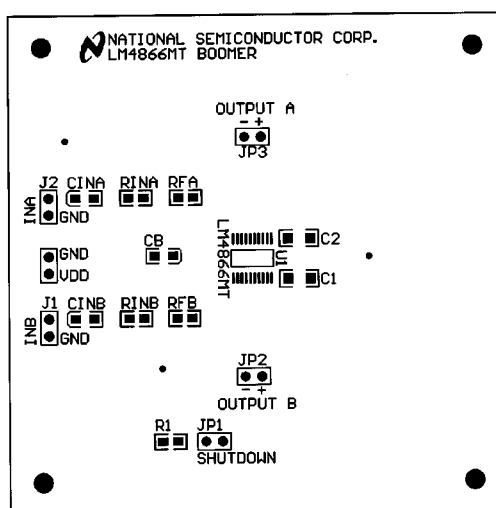 NATIONAL SEMICONDUCTOR CORP.
LM4866MT BOOMER
OUTPUT A
- +
JP3
J2 CINA RINA RFA
INA
GND
LM4866MT
U1
C2
C1
GND
VDD
CB
J1 CINB RINB RFB
INB
GND
JP2
- +
OUTPUT B
R1 JP1
SHUTDOWN